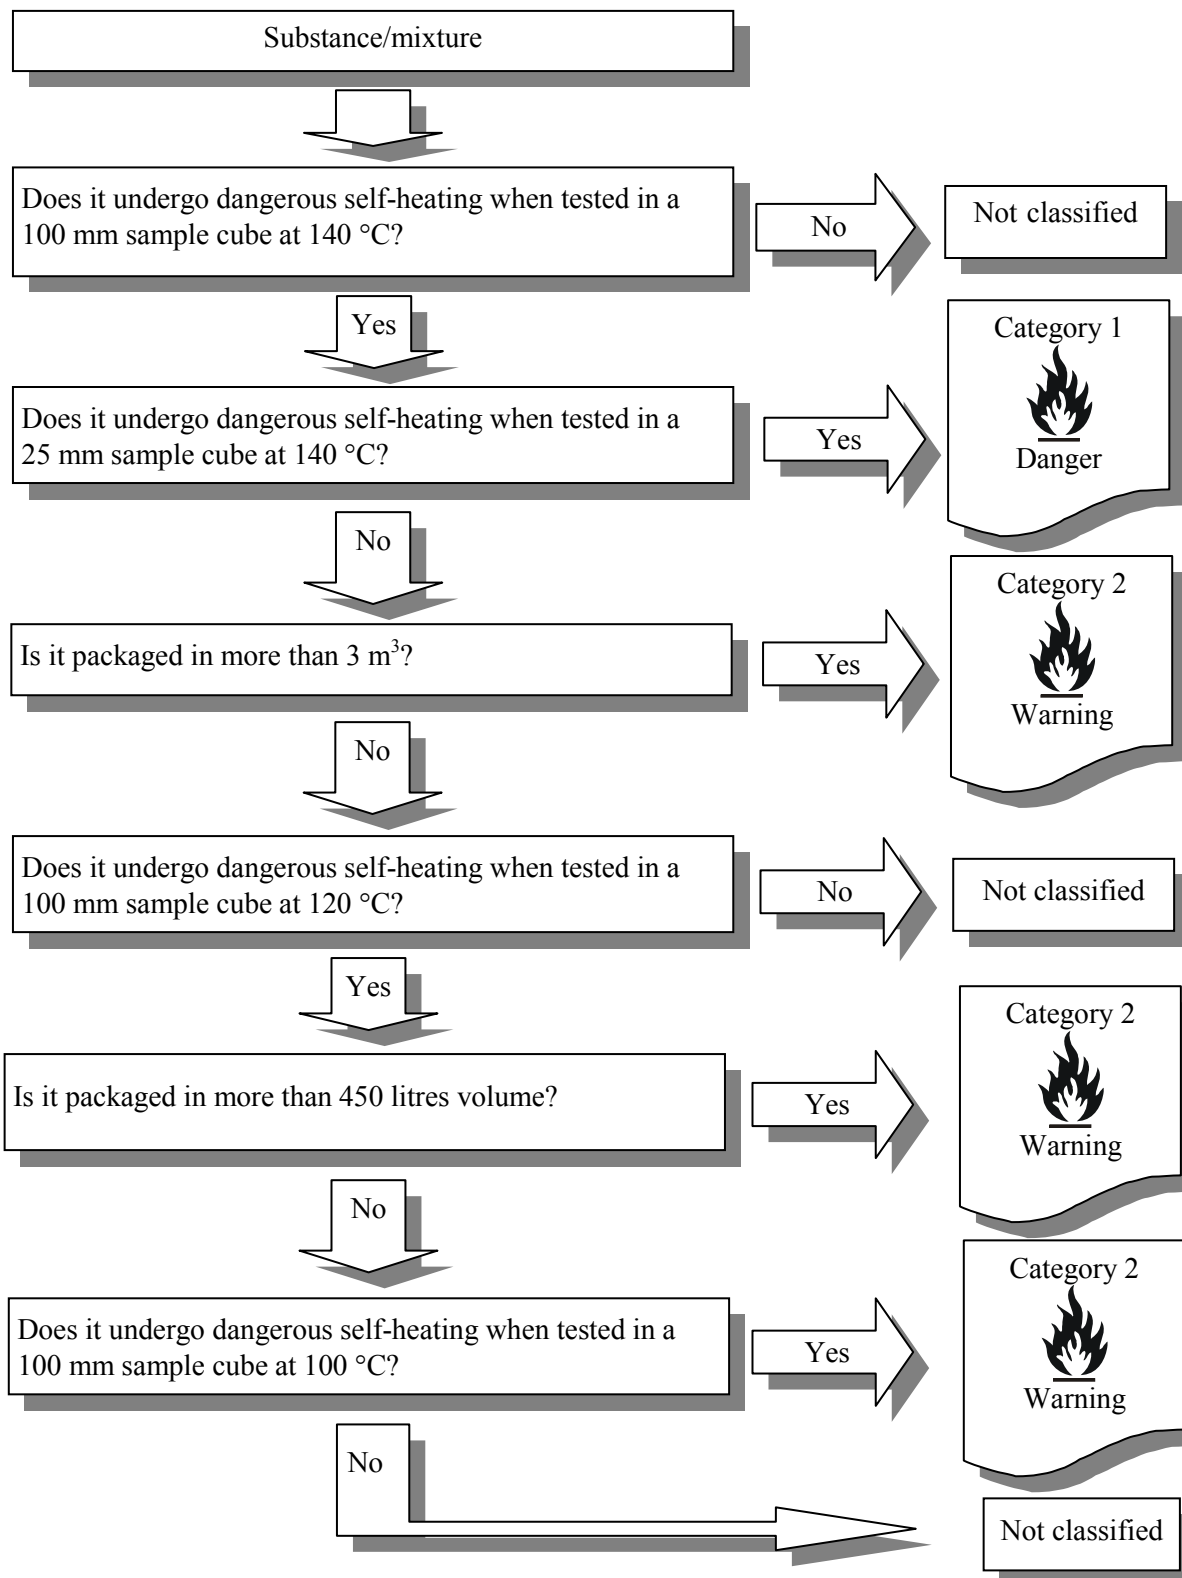 Substance/mixture
Does it undergo dangerous self-heating when tested in a
100 mm sample cube at 140 °C?
No
Not classified
Yes
Category 1
Danger
Does it undergo dangerous self-heating when tested in a
25 mm sample cube at 140 °C?
Yes
No
Category 2
Warning
Is it packaged in more than 3 m³?
Yes
No
Does it undergo dangerous self-heating when tested in a
100 mm sample cube at 120 °C?
No
Not classified
Yes
Category 2
Warning
Is it packaged in more than 450 litres volume?
Yes
No
Category 2
Warning
Does it undergo dangerous self-heating when tested in a
100 mm sample cube at 100 °C?
Yes
No
Not classified